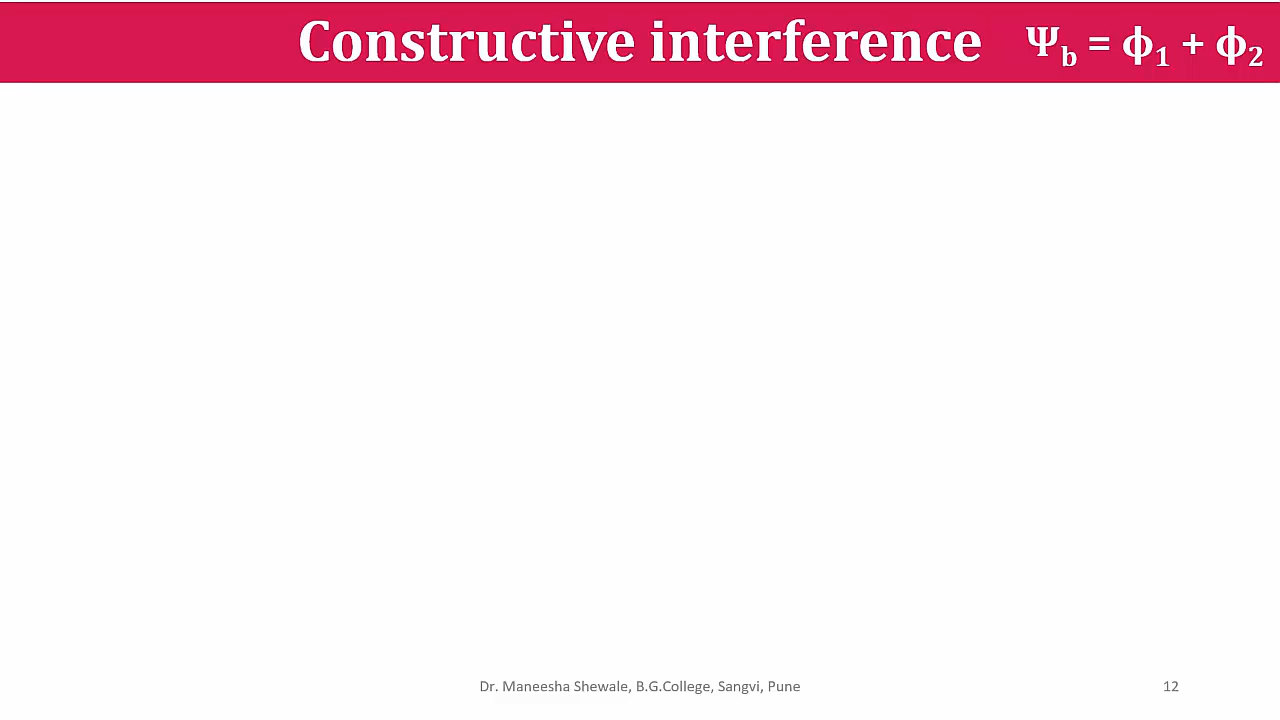 Constructive interference Ψb = ϕ1 + ϕ2
Dr. Maneesha Shewale, B.G.College, Sangvi, Pune 12